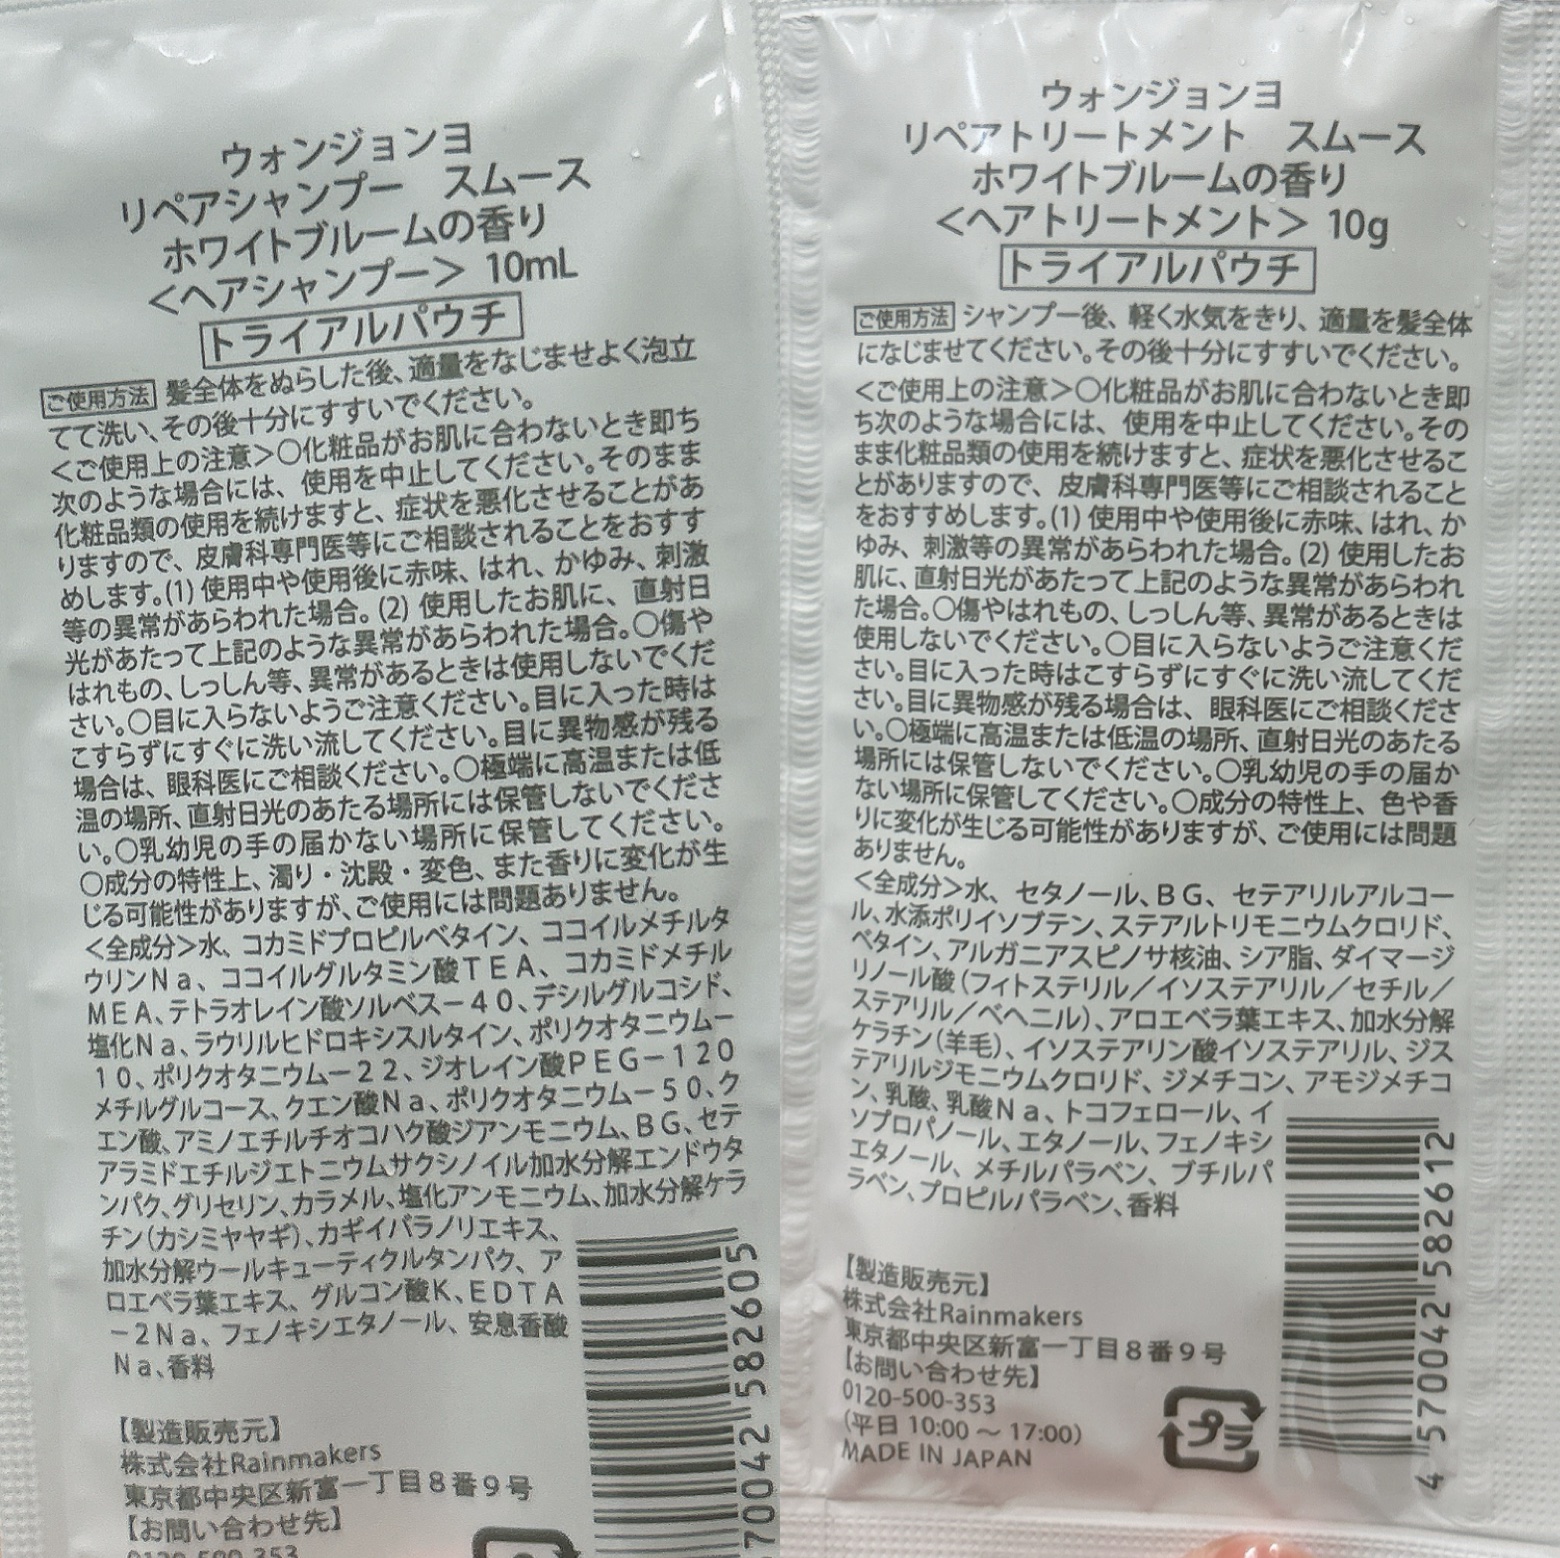 ウォンジョンヨ
リペアシャンプー　スムース
ホワイトブルームの香り
＜ヘアシャンプー＞ 10mL
トライアルパウチ
ご使用方法 髪全体をぬらした後、適量をなじませよく泡立
てて洗い、その後十分にすすいでください。
＜ご使用上の注意＞〇化粧品がお肌に合わないとき即ち
次のような場合には、使用を中止してください。そのまま
化粧品類の使用を続けますと、症状を悪化させることがあ
りますので、皮膚科専門医等にご相談されることをおすす
めします。(1) 使用中や使用後に赤味、はれ、かゆみ、刺激
等の異常があらわれた場合。(2) 使用したお肌に、直射日
光があたって上記のような異常があらわれた場合。〇傷や
はれもの、しっしん等、異常があるときは使用しないでくだ
さい。〇目に入らないようご注意ください。目に入った時は
こすらずにすぐに洗い流してください。目に異物感が残る
場合は、眼科医にご相談ください。〇極端に高温または低
温の場所、直射日光のあたる場所には保管しないでくださ
い。〇乳幼児の手の届かない場所に保管してください。
〇成分の特性上、濁り・沈殿・変色、また香りに変化が生
じる可能性がありますが、ご使用には問題ありません。
＜全成分＞水、コカミドプロピルベタイン、ココイルメチルタ
ウリンＮａ、ココイルグルタミン酸ＴＥＡ、コカミドメチル
ＭＥＡ、テトラオレイン酸ソルベスー４０、デシルグルコシド、
塩化Ｎａ、ラウリルヒドロキシスルタイン、ポリクオタニウムー
１０、ポリクオタニウムー２２、ジオレイン酸ＰＥＧ－１２０
メチルグルコース、クエン酸Ｎａ、ポリクオタニウムー５０、ク
エン酸、アミノエチルチオコハク酸ジアンモニウム、ＢＧ、セテ
アラミドエチルジエトニウムサクシノイル加水分解エンドウタ
ンパク、グリセリン、カラメル、塩化アンモニウム、加水分解ケラ
チン（カシミヤヤギ）、カギイバラノリエキス、
加水分解ウールキューティクルタンパク、ア
ロエベラ葉エキス、グルコン酸Ｋ、ＥＤＴＡ
－２Ｎａ、フェノキシエタノール、安息香酸
Ｎａ、香料
【製造販売元】
株式会社Rainmakers
東京都中央区新富一丁目８番９号
【お問い合わせ先】
0120-500-353
70042 582605
ウォンジョンヨ
リペアトリートメント　スムース
ホワイトブルームの香り
＜ヘアトリートメント＞ 10g
トライアルパウチ
ご使用方法 シャンプー後、軽く水気をきり、適量を髪全体
になじませてください。その後十分にすすいでください。
＜ご使用上の注意＞〇化粧品がお肌に合わないとき即
ち次のような場合には、使用を中止してください。その
まま化粧品類の使用を続けますと、症状を悪化させるこ
とがありますので、皮膚科専門医等にご相談されること
をおすすめします。(1) 使用中や使用後に赤味、はれ、か
ゆみ、刺激等の異常があらわれた場合。(2) 使用したお
肌に、直射日光があたって上記のような異常があらわれ
た場合。〇傷やはれもの、しっしん等、異常があるときは
使用しないでください。〇目に入らないようご注意くだ
さい。目に入った時はこすらずにすぐに洗い流してくだ
さい。目に異物感が残る場合は、眼科医にご相談くださ
い。〇極端に高温または低温の場所、直射日光のあたる
場所には保管しないでください。〇乳幼児の手の届か
ない場所に保管してください。〇成分の特性上、色や香
りに変化が生じる可能性がありますが、ご使用には問題
ありません。
＜全成分＞水、セタノール、ＢＧ、セテアリルアルコー
ル、水添ポリイソブテン、ステアルトリモニウムクロリド、
ベタイン、アルガニアスピノサ核油、シア脂、ダイマージ
リノール酸（フィトステリル／イソステアリル／セチル／
ステアリル／ベヘニル）、アロエベラ葉エキス、加水分解
ケラチン（羊毛）、イソステアリン酸イソステアリル、ジス
テアリルジモニウムクロリド、ジメチコン、アモジメチコ
ン、乳酸、乳酸Ｎａ、トコフェロール、イ
ソプロパノール、エタノール、フェノキシ
エタノール、メチルパラベン、ブチルパ
ラベン、プロピルパラベン、香料
【製造販売元】
株式会社Rainmakers
東京都中央区新富一丁目８番９号
【お問い合わせ先】
0120-500-353
（平日 10:00 ～ 17:00）
MADE IN JAPAN
プラ
4 570042 582612